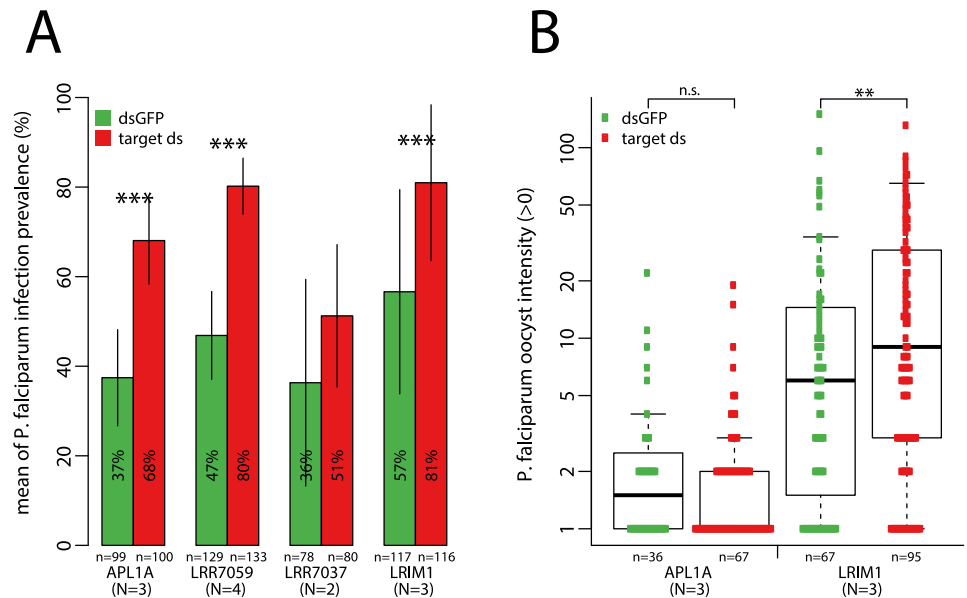 A
mean of P. falciparum infection prevalence (%)
0
20
40
60
80
100
dsGFP
target ds
***
***
***
37%
68%
47%
80%
36%
51%
57%
81%
n=99
n=100
n=129
n=133
n=78
n=80
n=117
n=116
APL1A
LRR7059
LRR7037
LRIM1
(N=3)
(N=4)
(N=2)
(N=3)
B
P. falciparum oocyst intensity (>0)
1
2
5
10
20
50
100
dsGFP
target ds
n.s.
**
n=36
n=67
n=67
n=95
APL1A
LRIM1
(N=3)
(N=3)